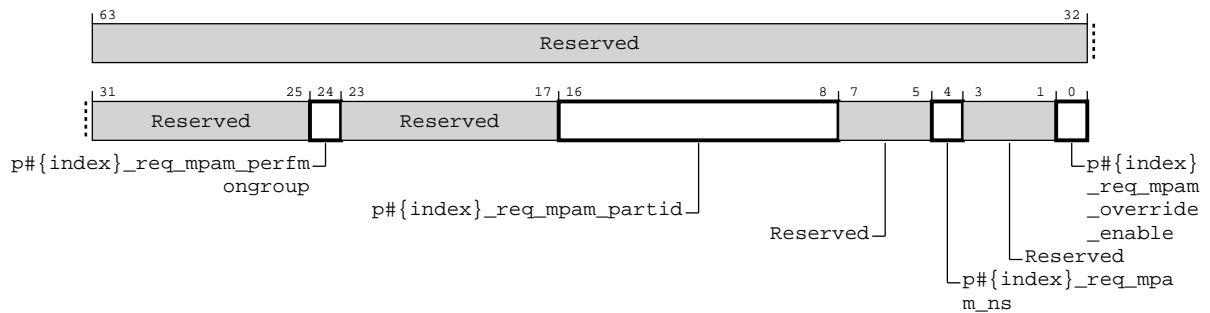 63 32
Reserved
31 25 24 23 17 16 8 7 5 4 3 1 0
Reserved Reserved
p#{index}_req_mpam_perfm
ongroup
p#{index}_req_mpam_partid
Reserved
p#{index}
_req_mpam
_override
_enable
Reserved
p#{index}_req_mpa
m_ns